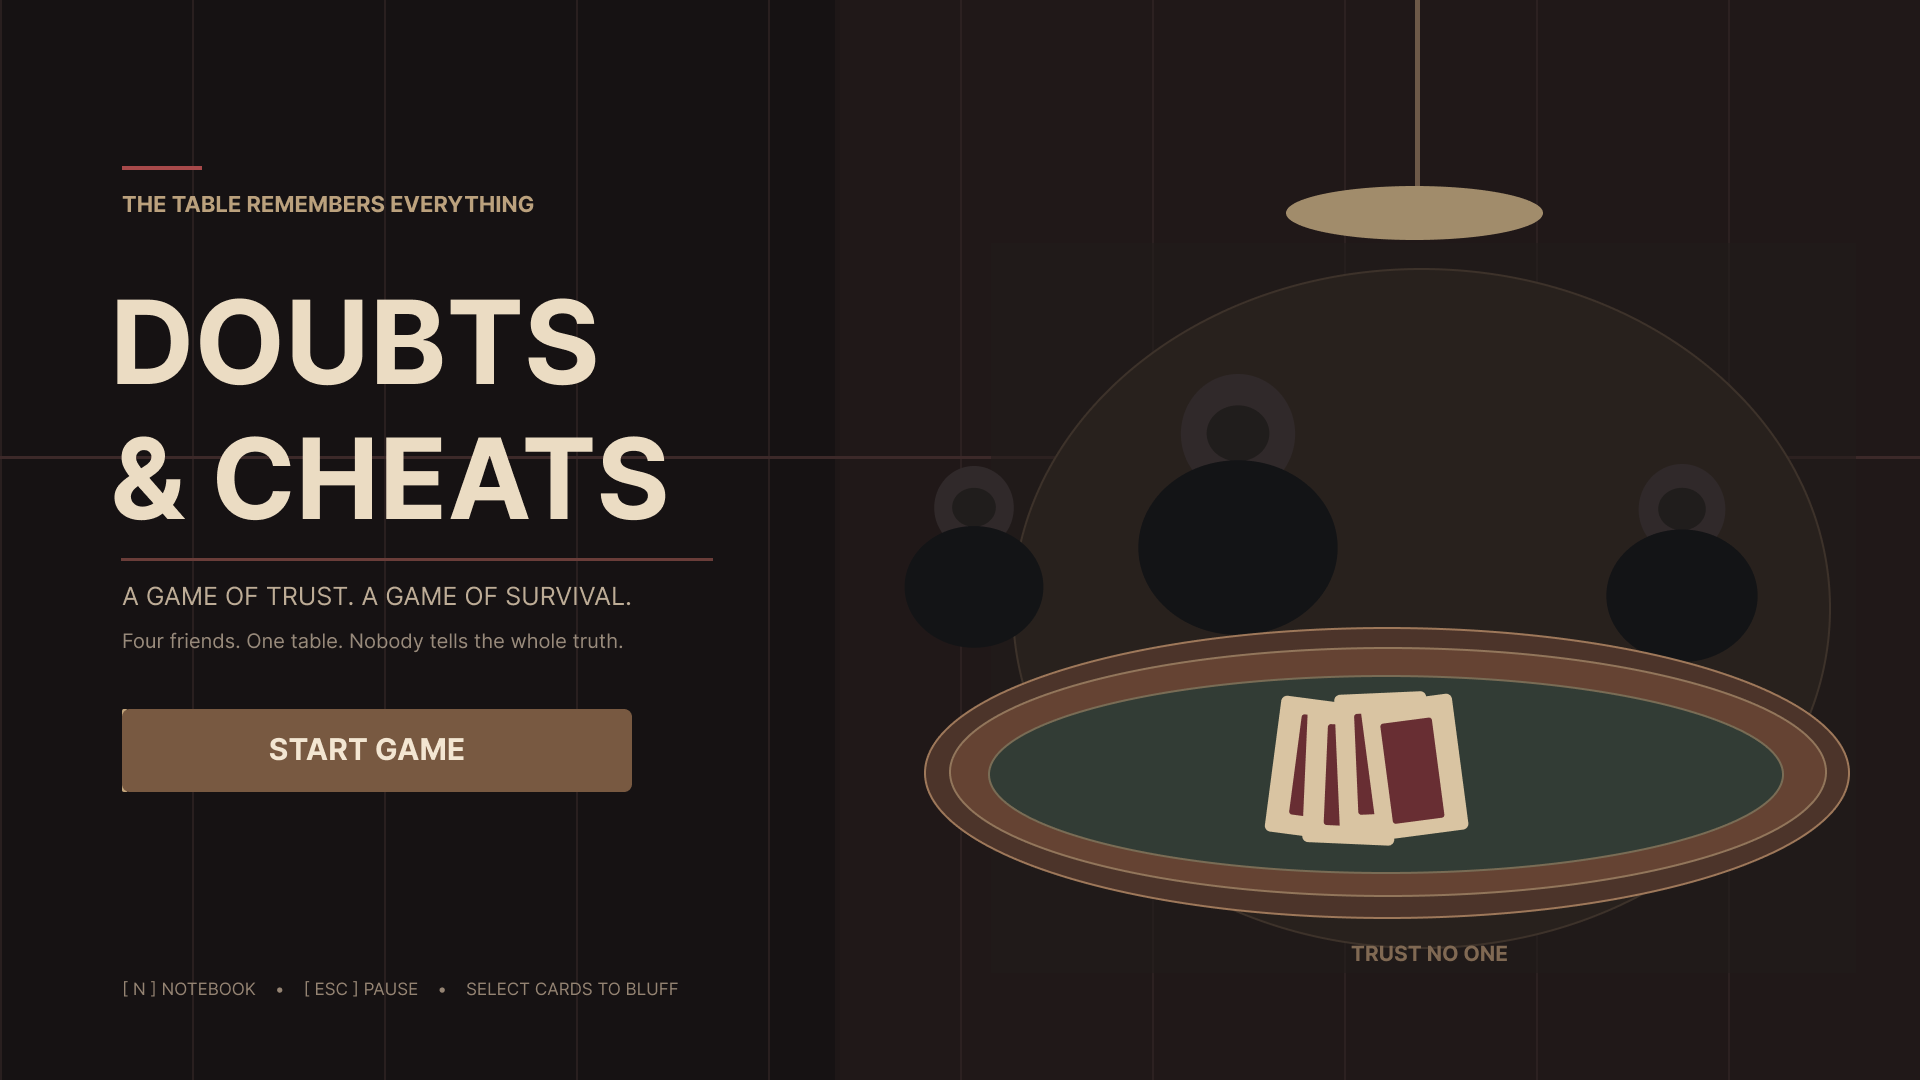 THE TABLE REMEMBERS EVERYTHING
DOUBTS
& CHEATS
A GAME OF TRUST. A GAME OF SURVIVAL.
Four friends. One table. Nobody tells the whole truth.
START GAME
[ N ] NOTEBOOK • [ ESC ] PAUSE • SELECT CARDS TO BLUFF
TRUST NO ONE